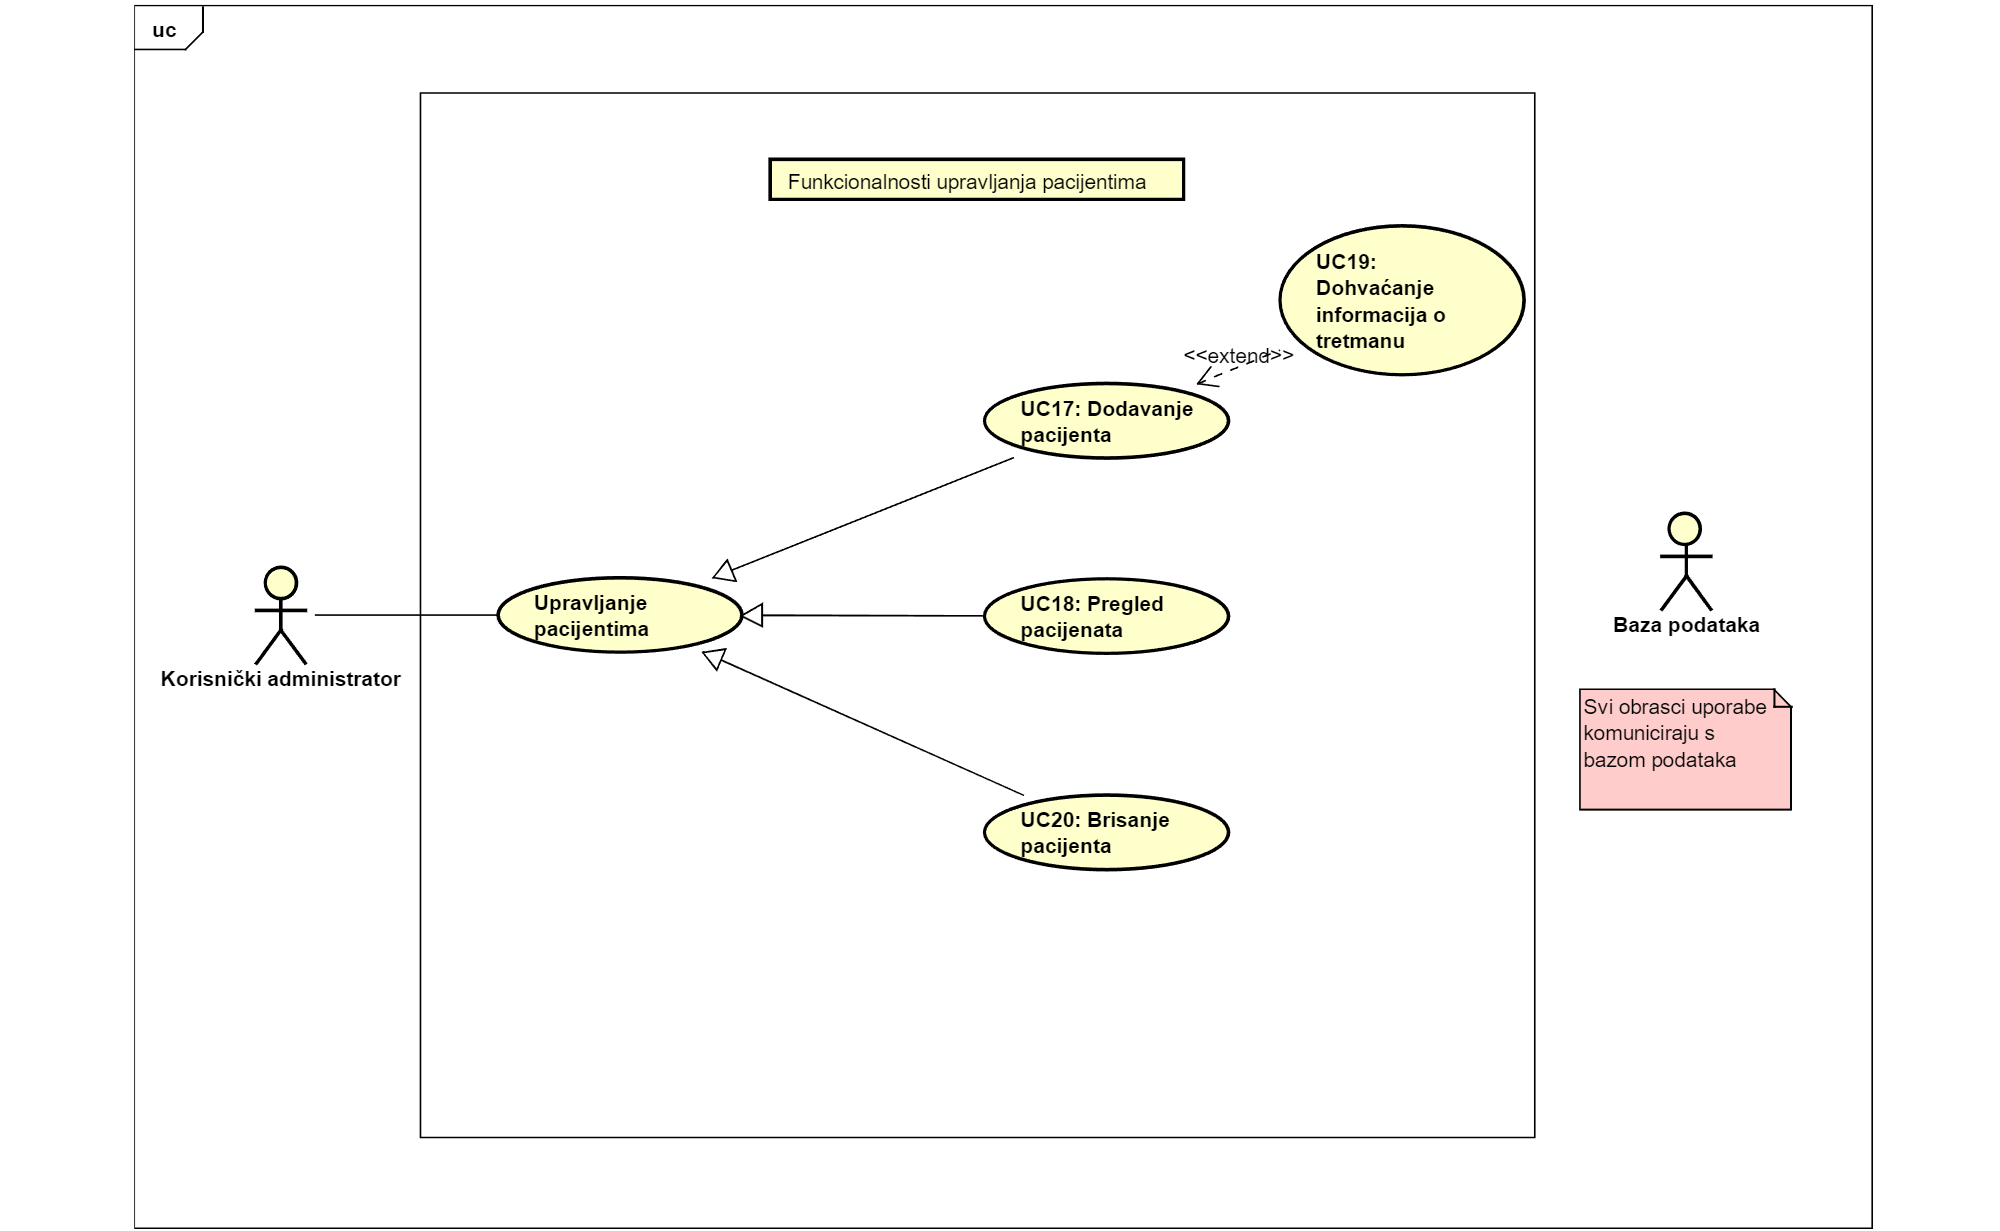 uc
Funkcionalnosti upravljanja pacijentima
UC19:
Dohvaćanje
informacija o
tretmanu
<<extend>>
UC17: Dodavanje
pacijenta
Upravljanje
pacijentima
UC18: Pregled
pacijenata
UC20: Brisanje
pacijenta
Korisnički administrator
Baza podataka
Svi obrasci uporabe
komuniciraju s
bazom podataka